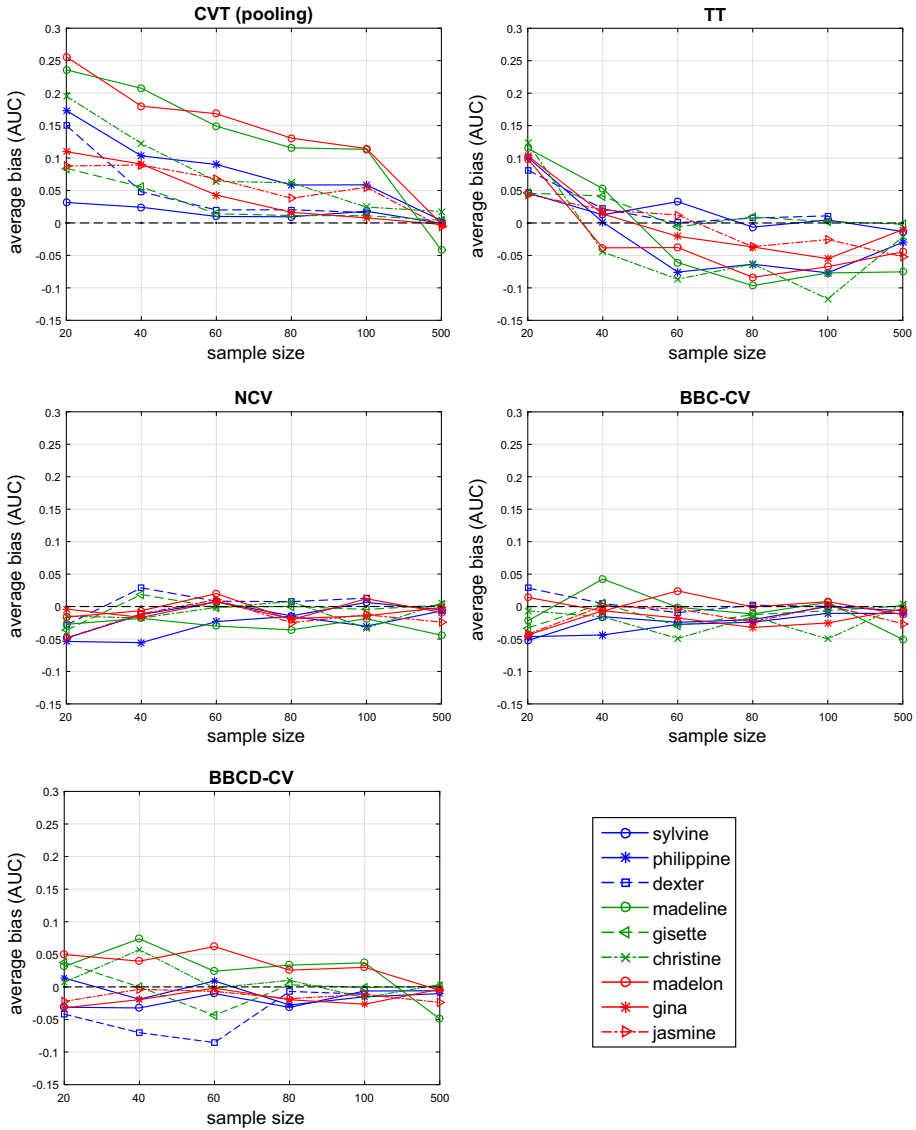 CVT (pooling)
0.3
0.25
0.2
0.15
0.1
0.05
0
-0.05
-0.1
-0.15
average bias (AUC)
20 40 60 80 100 500
sample size
TT
0.3
0.25
0.2
0.15
0.1
0.05
0
-0.05
-0.1
-0.15
average bias (AUC)
20 40 60 80 100 500
sample size
NCV
0.3
0.25
0.2
0.15
0.1
0.05
0
-0.05
-0.1
-0.15
average bias (AUC)
20 40 60 80 100 500
sample size
BBC-CV
0.3
0.25
0.2
0.15
0.1
0.05
0
-0.05
-0.1
-0.15
average bias (AUC)
20 40 60 80 100 500
sample size
BBCD-CV
0.3
0.25
0.2
0.15
0.1
0.05
0
-0.05
-0.1
-0.15
average bias (AUC)
20 40 60 80 100 500
sample size
sylvine
philippine
dexter
madeline
gisette
christine
madelon
gina
jasmine